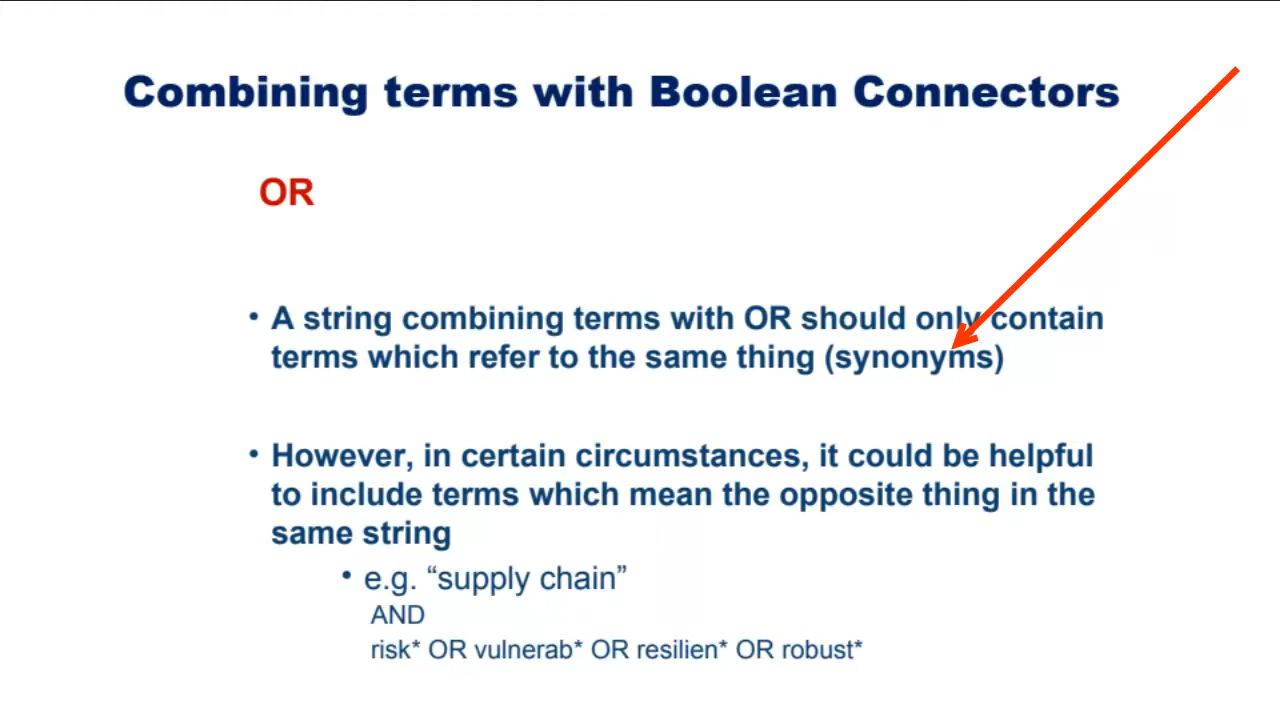 Combining terms with Boolean Connectors
OR
• A string combining terms with OR should only contain
terms which refer to the same thing (synonyms)
• However, in certain circumstances, it could be helpful
to include terms which mean the opposite thing in the
same string
• e.g. “supply chain”
AND
risk* OR vulnerab* OR resilien* OR robust*